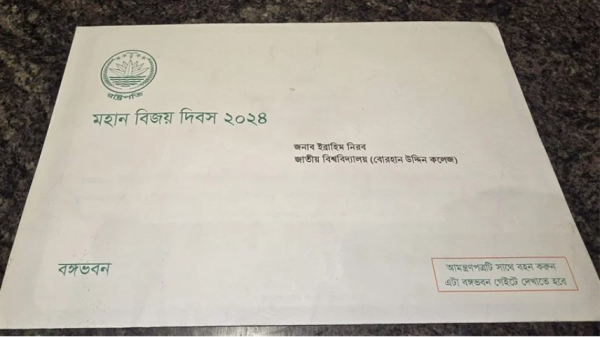 রাষ্ট্রপতি
মহান বিজয় দিবস ২০২৪
জনাব ইব্রাহিম নিরব
জাতীয় বিশ্ববিদ্যালয় (বোরহান উদ্দিন কলেজ)
বঙ্গভবন
আমন্ত্রণপত্রটি সাথে বহন করুন
এটা বঙ্গভবন গেইটে দেখাতে হবে